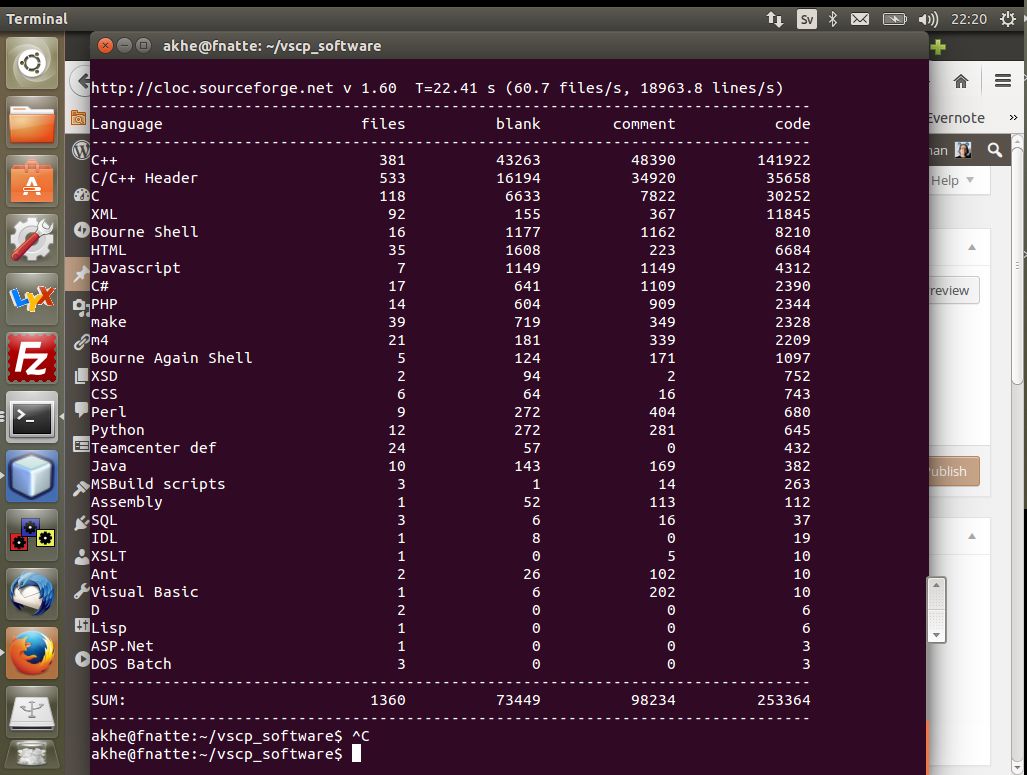 Terminal Sv 22:20
akhe@fnatte: ~/vscp_software
http://cloc.sourceforge.net v 1.60  T=22.41 s (60.7 files/s, 18963.8 lines/s)
-------------------------------------------------------------------------------
Language files blank comment code
-------------------------------------------------------------------------------
C++ 381 43263 48390 141922
C/C++ Header 533 16194 34920 35658
C 118 6633 7822 30252
XML 92 155 367 11845
Bourne Shell 16 1177 1162 8210
HTML 35 1608 223 6684
Javascript 7 1149 1149 4312
C# 17 641 1109 2390
PHP 14 604 909 2344
make 39 719 349 2328
m4 21 181 339 2209
Bourne Again Shell 5 124 171 1097
XSD 2 94 2 752
CSS 6 64 16 743
Perl 9 272 404 680
Python 12 272 281 645
Teamcenter def 24 57 0 432
Java 10 143 169 382
MSBuild scripts 3 1 14 263
Assembly 1 52 113 112
SQL 3 6 16 37
IDL 1 8 0 19
XSLT 1 0 5 10
Ant 2 26 102 10
Visual Basic 1 6 202 10
D 2 0 0 6
Lisp 1 0 0 6
ASP.Net 1 0 0 3
DOS Batch 3 0 0 3
-------------------------------------------------------------------------------
SUM: 1360 73449 98234 253364
-------------------------------------------------------------------------------
akhe@fnatte:~/vscp_software$ ^C
akhe@fnatte:~/vscp_software$
Evernote »
Help
review
ublish
LYX
FZ
>_